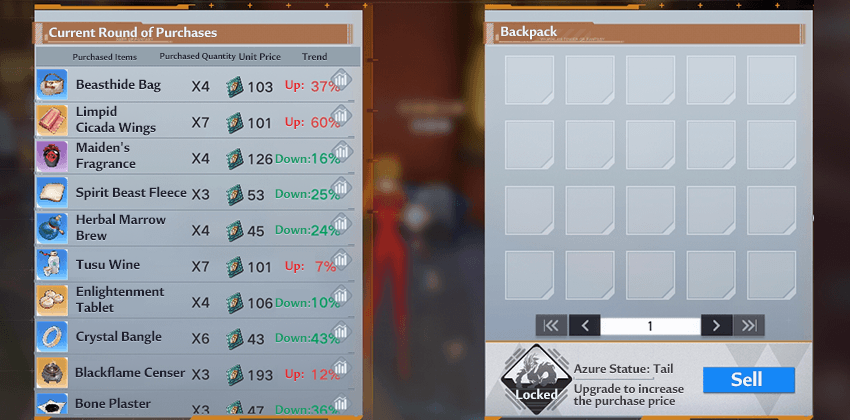 Current Round of Purchases
Purchased Items Purchased Quantity Unit Price Trend
Beasthide Bag X4 103 Up: 37%
Limpid
Cicada Wings X7 101 Up: 60%
Maiden's
Fragrance X4 126 Down:16%
Spirit Beast Fleece X3 53 Down:25%
Herbal Marrow
Brew X4 45 Down:24%
Tusu Wine X7 101 Up: 7%
Enlightenment
Tablet X4 106 Down:10%
Crystal Bangle X6 43 Down:43%
Blackflame Censer X3 193 Up: 12%
Bone Plaster X3 47 Down:36%
Backpack
1
Locked
Azure Statue: Tail
Upgrade to increase
the purchase price
Sell